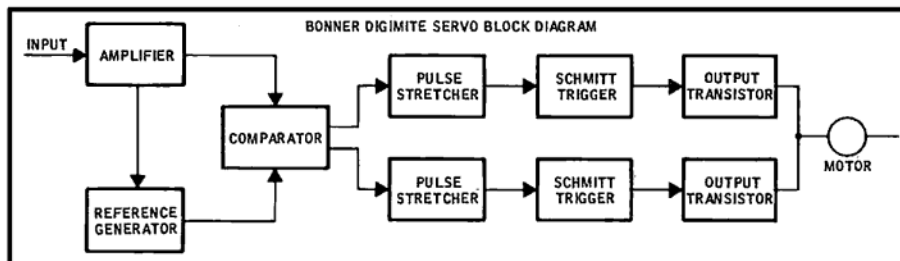 BONNER DIGIMITE SERVO BLOCK DIAGRAM
INPUT
AMPLIFIER
PULSE
STRETCHER
SCHMITT
TRIGGER
OUTPUT
TRANSISTOR
COMPARATOR
MOTOR
PULSE
STRETCHER
SCHMITT
TRIGGER
OUTPUT
TRANSISTOR
REFERENCE
GENERATOR